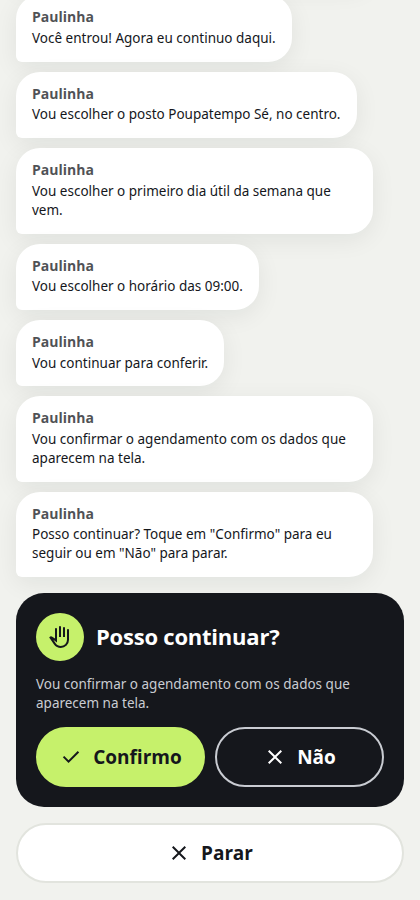 Paulinha
Você entrou! Agora eu continuo daqui.
Paulinha
Vou escolher o posto Poupatempo Sé, no centro.
Paulinha
Vou escolher o primeiro dia útil da semana que
vem.
Paulinha
Vou escolher o horário das 09:00.
Paulinha
Vou continuar para conferir.
Paulinha
Vou confirmar o agendamento com os dados que
aparecem na tela.
Paulinha
Posso continuar? Toque em "Confirmo" para eu
seguir ou em "Não" para parar.
Posso continuar?
Vou confirmar o agendamento com os dados que
aparecem na tela.
Confirmo
Não
Parar